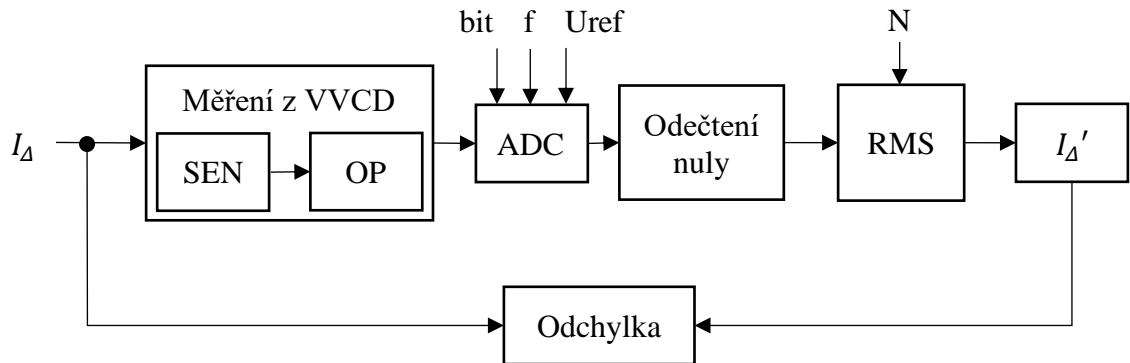 bit f Uref
N
Měření z VVCD
SEN
OP
ADC
Odečtení
nuly
RMS
I_Δ
I_Δ′
Odchylka